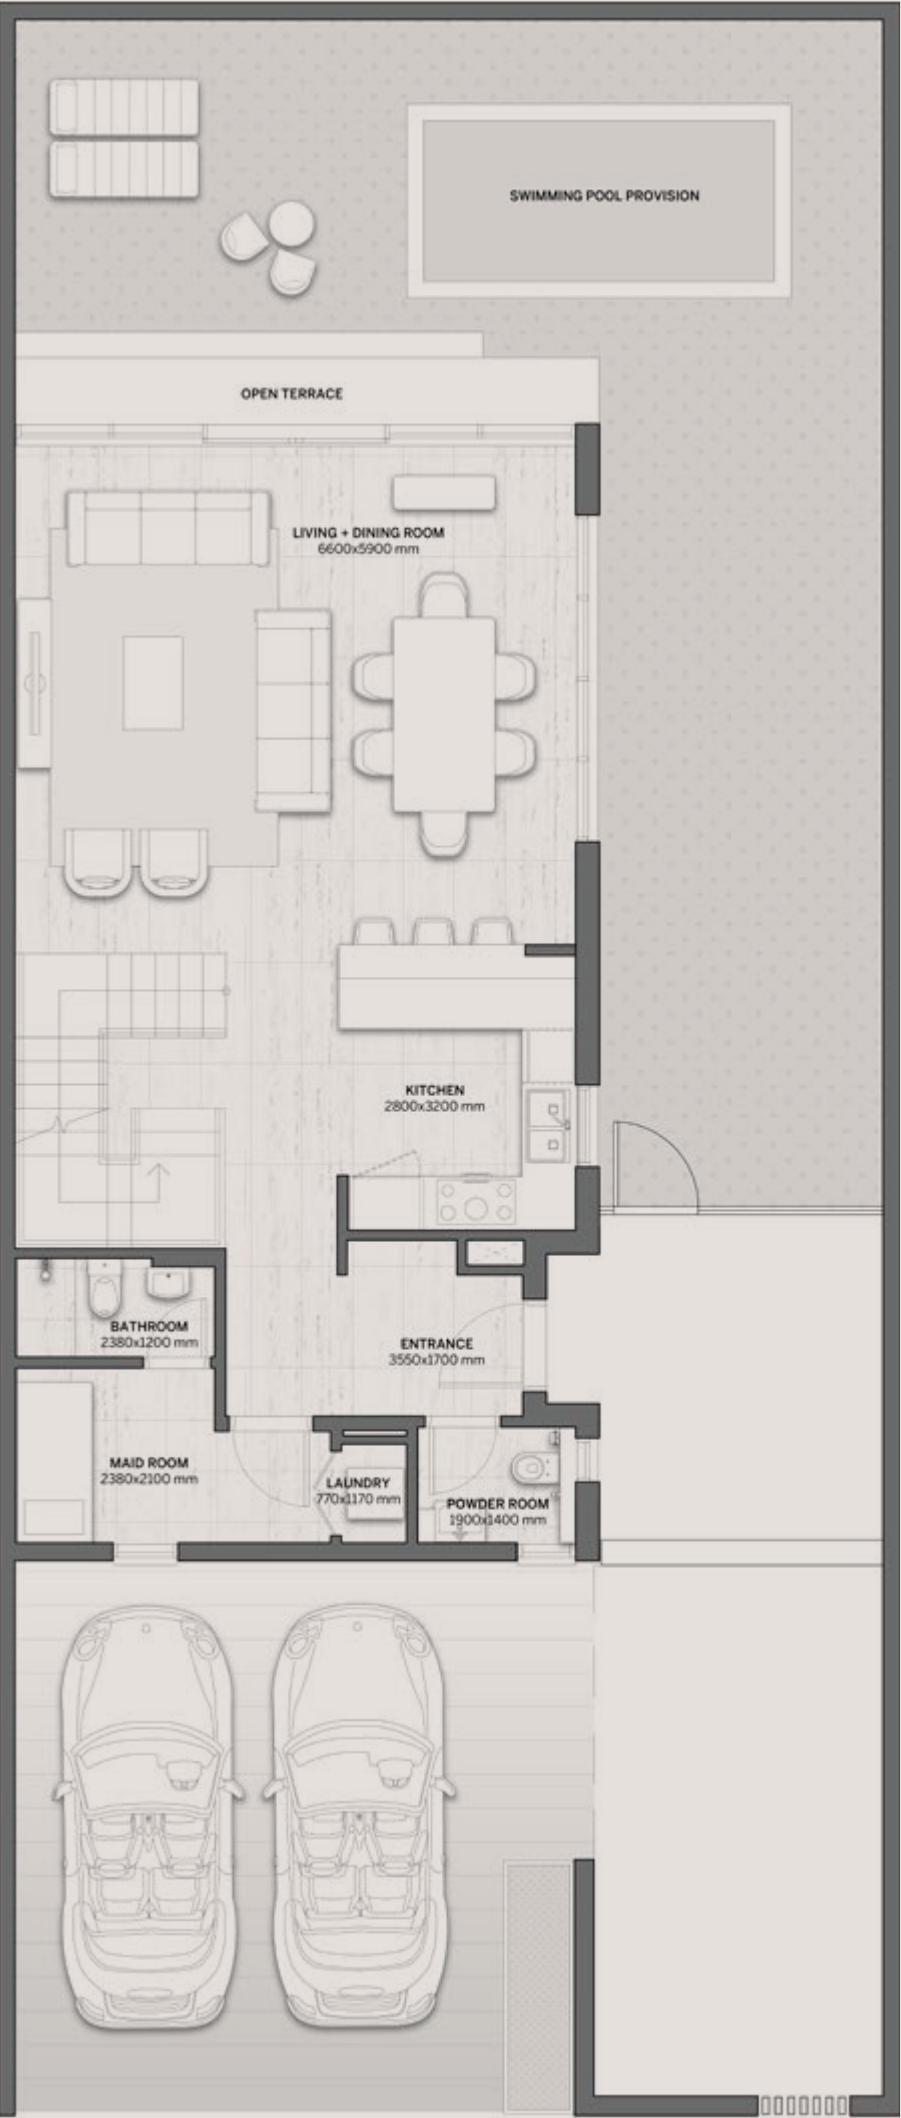 SWIMMING POOL PROVISION
OPEN TERRACE
LIVING + DINING ROOM
6600x5900 mm
KITCHEN
2800x3200 mm
BATHROOM
2380x1200 mm
ENTRANCE
3550x1700 mm
MAID ROOM
2380x2100 mm
LAUNDRY
770x1170 mm
POWDER ROOM
1900x1400 mm